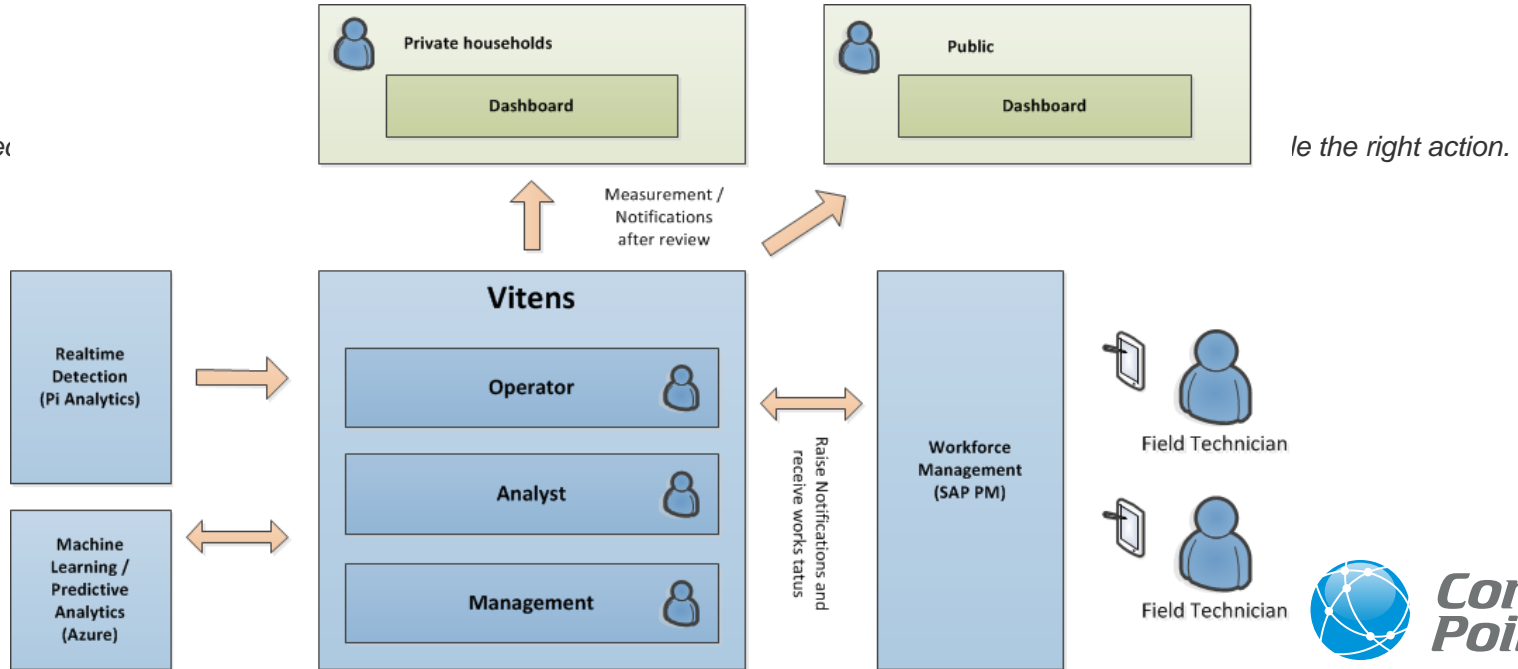 Private households
Dashboard
Public
Dashboard
le the right action.
Measurement /
Notifications
after review
Vitens
Realtime
Detection
(Pi Analytics)
Operator
Analyst
Management
Machine
Learning /
Predictive
Analytics
(Azure)
Raise Notifications and
receive works tatus
Workforce
Management
(SAP PM)
Field Technician
Field Technician